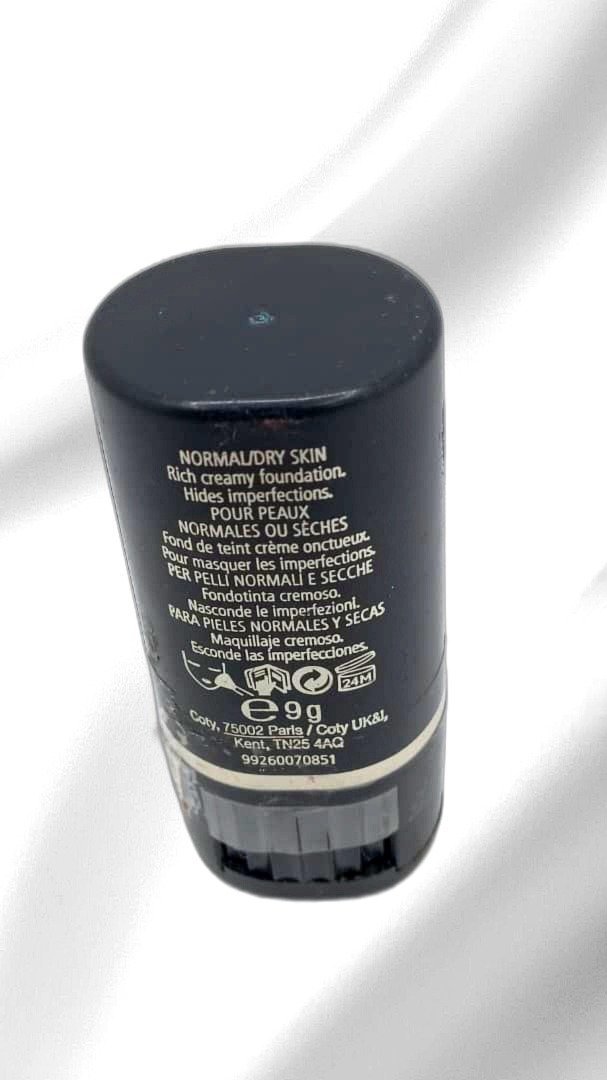 NORMAL/DRY SKIN
Rich creamy foundation.
Hides imperfections.
POUR PEAUX
NORMALES OU SÈCHES
Fond de teint crème onctueux.
Pour masquer les imperfections.
PER PELLI NORMALI E SECCHE
Fondotinta cremoso.
Nasconde le imperfezioni.
PARA PIELES NORMALES Y SECAS
Maquillaje cremoso.
Esconde las imperfecciones.
24M
e 9g
Coty, 75002 Paris / Coty UK&I,
Kent, TN25 4AQ
99260070851